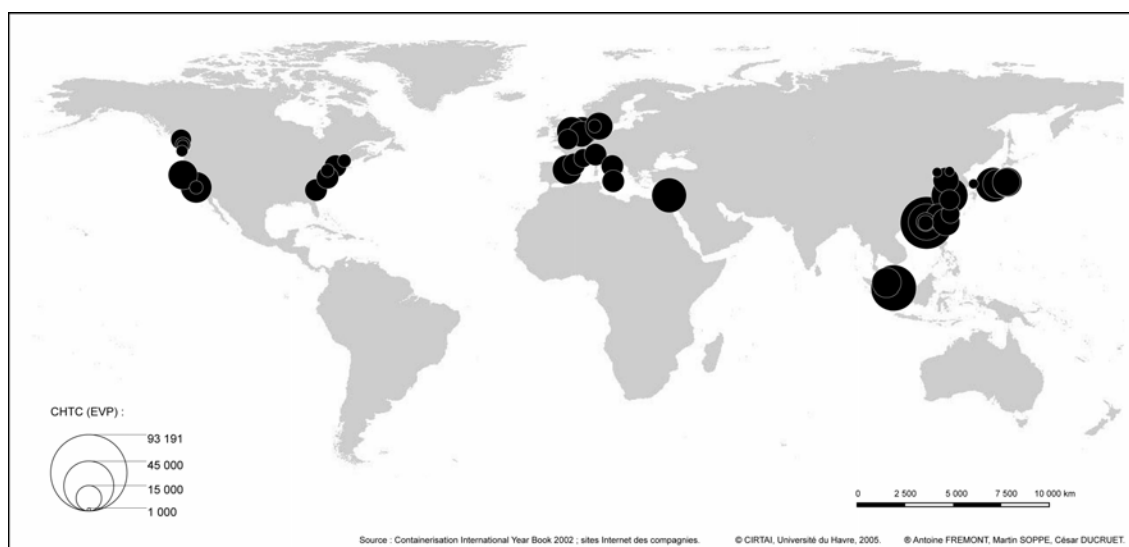 CHTC (EVP) :
93 191
45 000
15 000
1 000
0 2 500 5 000 7 500 10 000 km
Source : Containerisation International Year Book 2002 ; sites Internet des compagnies. © CIRTAI, Université du Havre, 2005. ® Antoine FREMONT, Martin SOPPE, César DUCRUET.